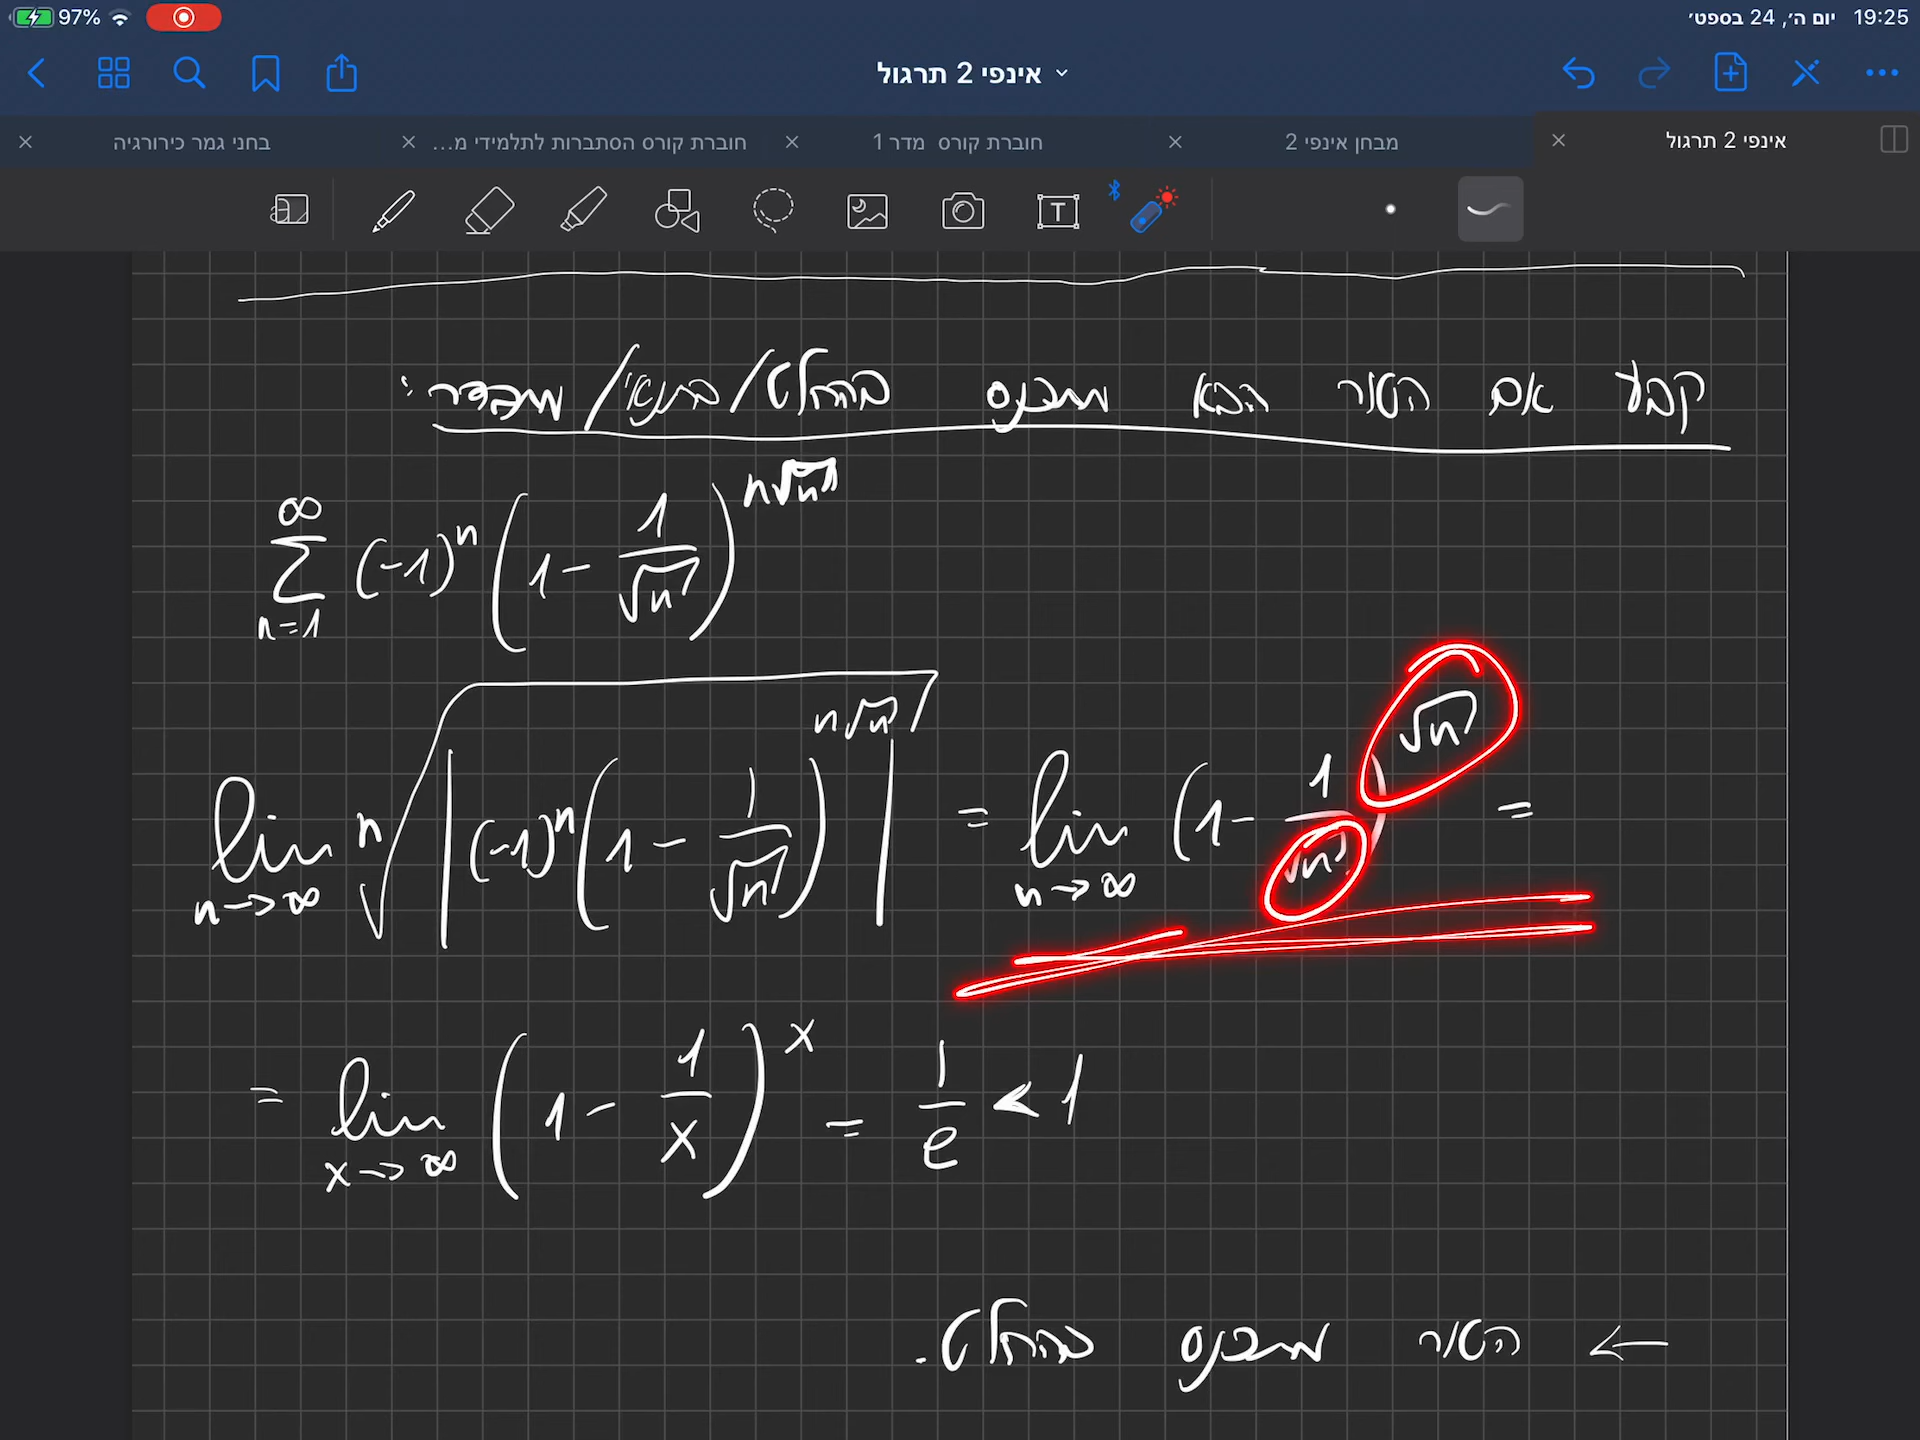 97% 19:25 יום ה׳, 24 בספט׳
אינפי 2 תרגול
אינפי 2 תרגול מבחן אינפי 2 חוברת קורס מדר 1 חוברת קורס הסתברות לתלמידי מ... בחני גמר כירורגיה
T
קבע אם הטור הבא מתכנס בהחלט/בתנאי/מתבדר:
∑_{n=1}^{∞} (-1)^n (1 - 1/√n)^{n√n}
lim_{n→∞} ⁿ√|(-1)^n (1 - 1/√n)^{n√n}| = lim_{n→∞} (1 - 1/√n)^{√n} =
= lim_{x→∞} (1 - 1/x)^x = 1/e < 1
← הטור מתכנס בהחלט.